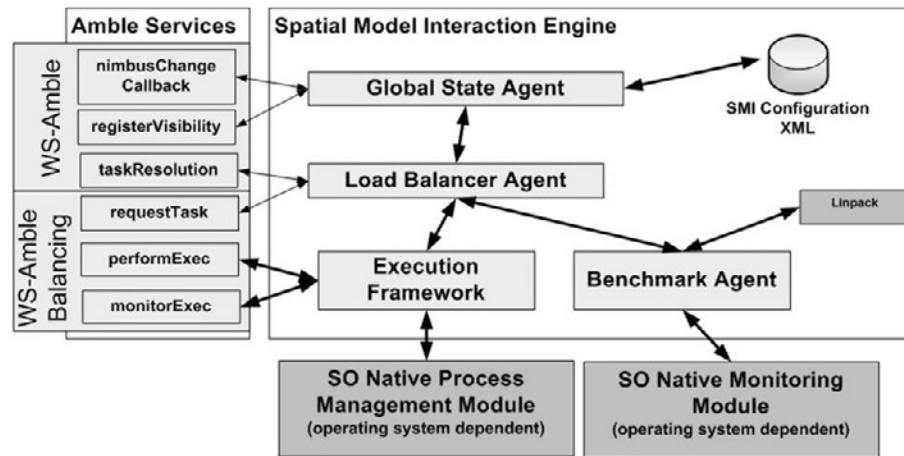 Amble Services
Spatial Model Interaction Engine
WS-Amble
nimbusChange
Callback
registerVisibility
taskResolution
WS-Amble
Balancing
requestTask
performExec
monitorExec
Global State Agent
SMI Configuration
XML
Load Balancer Agent
Linpack
Execution
Framework
Benchmark Agent
SO Native Process
Management Module
(operating system dependent)
SO Native Monitoring
Module
(operating system dependent)